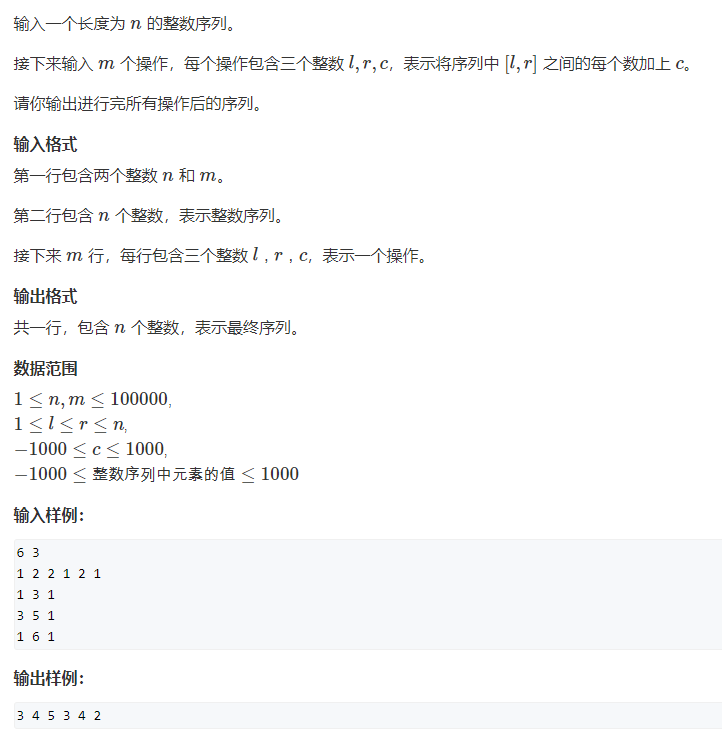 输入一个长度为 n 的整数序列。
接下来输入 m 个操作，每个操作包含三个整数 l, r, c，表示将序列中 [l, r] 之间的每个数加上 c。
请你输出进行完所有操作后的序列。
输入格式
第一行包含两个整数 n 和 m。
第二行包含 n 个整数，表示整数序列。
接下来 m 行，每行包含三个整数 l，r，c，表示一个操作。
输出格式
共一行，包含 n 个整数，表示最终序列。
数据范围
1 ≤ n, m ≤ 100000,
1 ≤ l ≤ r ≤ n,
−1000 ≤ c ≤ 1000,
−1000 ≤ 整数序列中元素的值 ≤ 1000
输入样例：
6 3
1 2 2 1 2 1
1 3 1
3 5 1
1 6 1
输出样例：
3 4 5 3 4 2